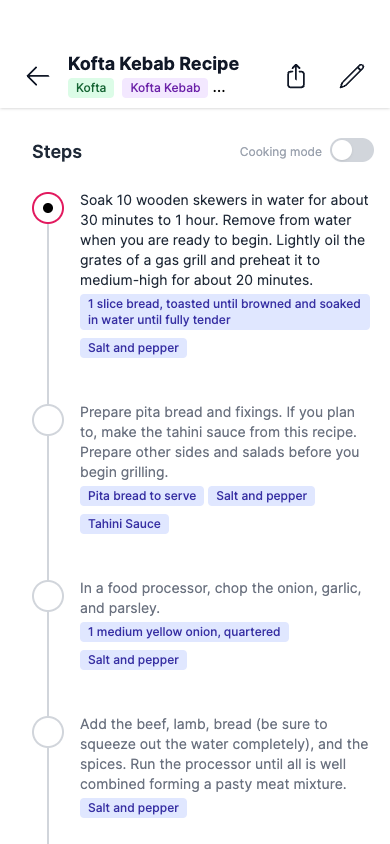 Kofta Kebab Recipe
Kofta Kofta Kebab ...
Steps
Cooking mode
Soak 10 wooden skewers in water for about
30 minutes to 1 hour. Remove from water
when you are ready to begin. Lightly oil the
grates of a gas grill and preheat it to
medium-high for about 20 minutes.
1 slice bread, toasted until browned and soaked
in water until fully tender
Salt and pepper
Prepare pita bread and fixings. If you plan
to, make the tahini sauce from this recipe.
Prepare other sides and salads before you
begin grilling.
Pita bread to serve Salt and pepper
Tahini Sauce
In a food processor, chop the onion, garlic,
and parsley.
1 medium yellow onion, quartered
Salt and pepper
Add the beef, lamb, bread (be sure to
squeeze out the water completely), and the
spices. Run the processor until all is well
combined forming a pasty meat mixture.
Salt and pepper